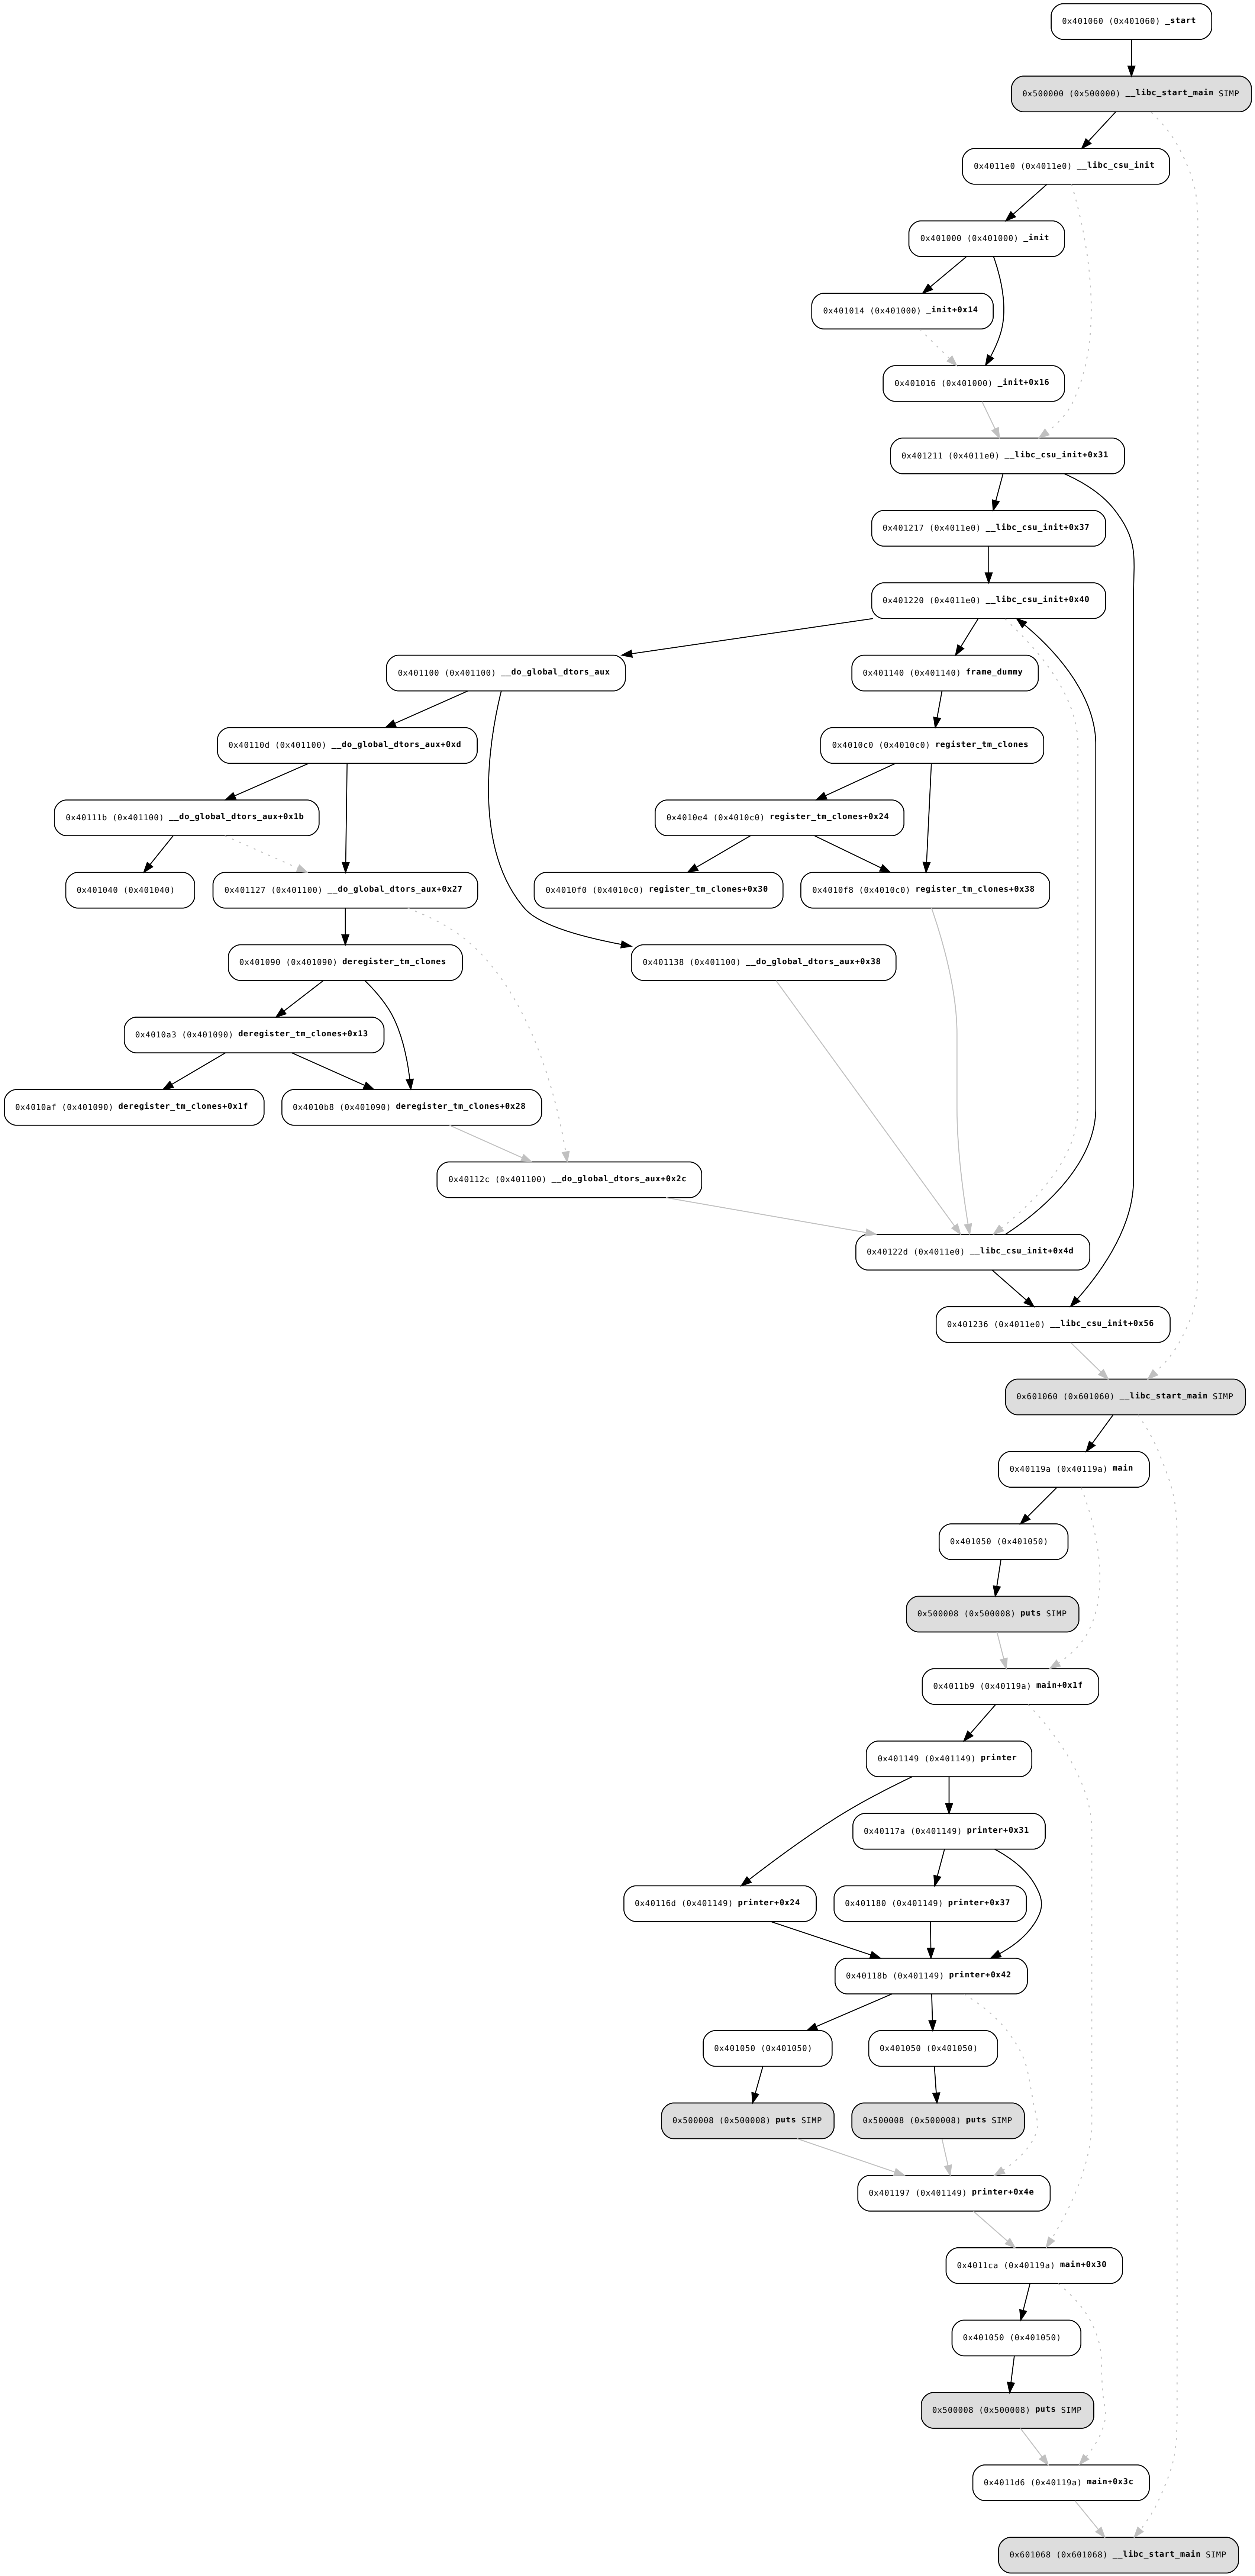 0x401060 (0x401060) _start
0x500000 (0x500000) __libc_start_main SIMP
0x4011e0 (0x4011e0) __libc_csu_init
0x401000 (0x401000) _init
0x401014 (0x401000) _init+0x14
0x401016 (0x401000) _init+0x16
0x401211 (0x4011e0) __libc_csu_init+0x31
0x401217 (0x4011e0) __libc_csu_init+0x37
0x401220 (0x4011e0) __libc_csu_init+0x40
0x401100 (0x401100) __do_global_dtors_aux
0x401140 (0x401140) frame_dummy
0x40110d (0x401100) __do_global_dtors_aux+0xd
0x4010c0 (0x4010c0) register_tm_clones
0x40111b (0x401100) __do_global_dtors_aux+0x1b
0x4010e4 (0x4010c0) register_tm_clones+0x24
0x401040 (0x401040)
0x401127 (0x401100) __do_global_dtors_aux+0x27
0x4010f0 (0x4010c0) register_tm_clones+0x30
0x4010f8 (0x4010c0) register_tm_clones+0x38
0x401090 (0x401090) deregister_tm_clones
0x401138 (0x401100) __do_global_dtors_aux+0x38
0x4010a3 (0x401090) deregister_tm_clones+0x13
0x4010af (0x401090) deregister_tm_clones+0x1f
0x4010b8 (0x401090) deregister_tm_clones+0x28
0x40112c (0x401100) __do_global_dtors_aux+0x2c
0x40122d (0x4011e0) __libc_csu_init+0x4d
0x401236 (0x4011e0) __libc_csu_init+0x56
0x601060 (0x601060) __libc_start_main SIMP
0x40119a (0x40119a) main
0x401050 (0x401050)
0x500008 (0x500008) puts SIMP
0x4011b9 (0x40119a) main+0x1f
0x401149 (0x401149) printer
0x40117a (0x401149) printer+0x31
0x40116d (0x401149) printer+0x24
0x401180 (0x401149) printer+0x37
0x40118b (0x401149) printer+0x42
0x401050 (0x401050)
0x401050 (0x401050)
0x500008 (0x500008) puts SIMP
0x500008 (0x500008) puts SIMP
0x401197 (0x401149) printer+0x4e
0x4011ca (0x40119a) main+0x30
0x401050 (0x401050)
0x500008 (0x500008) puts SIMP
0x4011d6 (0x40119a) main+0x3c
0x601068 (0x601068) __libc_start_main SIMP